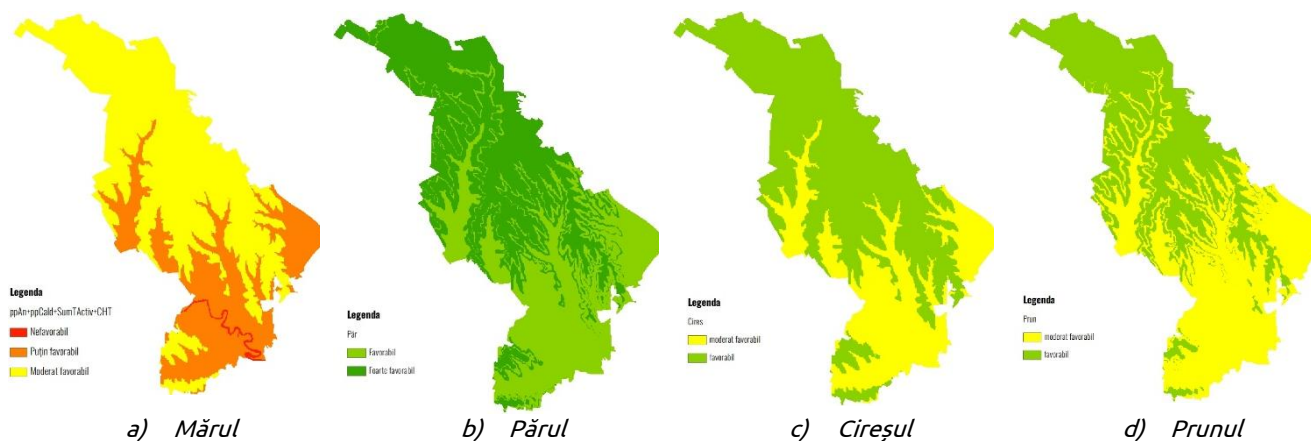 Legenda
ppAn+ppCald+SumTActiv+CHT
Nefavorabil
Puțin favorabil
Moderat favorabil
a) Mărul
Legenda
Păr
Favorabil
Foarte favorabil
b) Părul
Legenda
Cireș
moderat favorabil
favorabil
c) Cireșul
Legenda
Prun
moderat favorabil
favorabil
d) Prunul